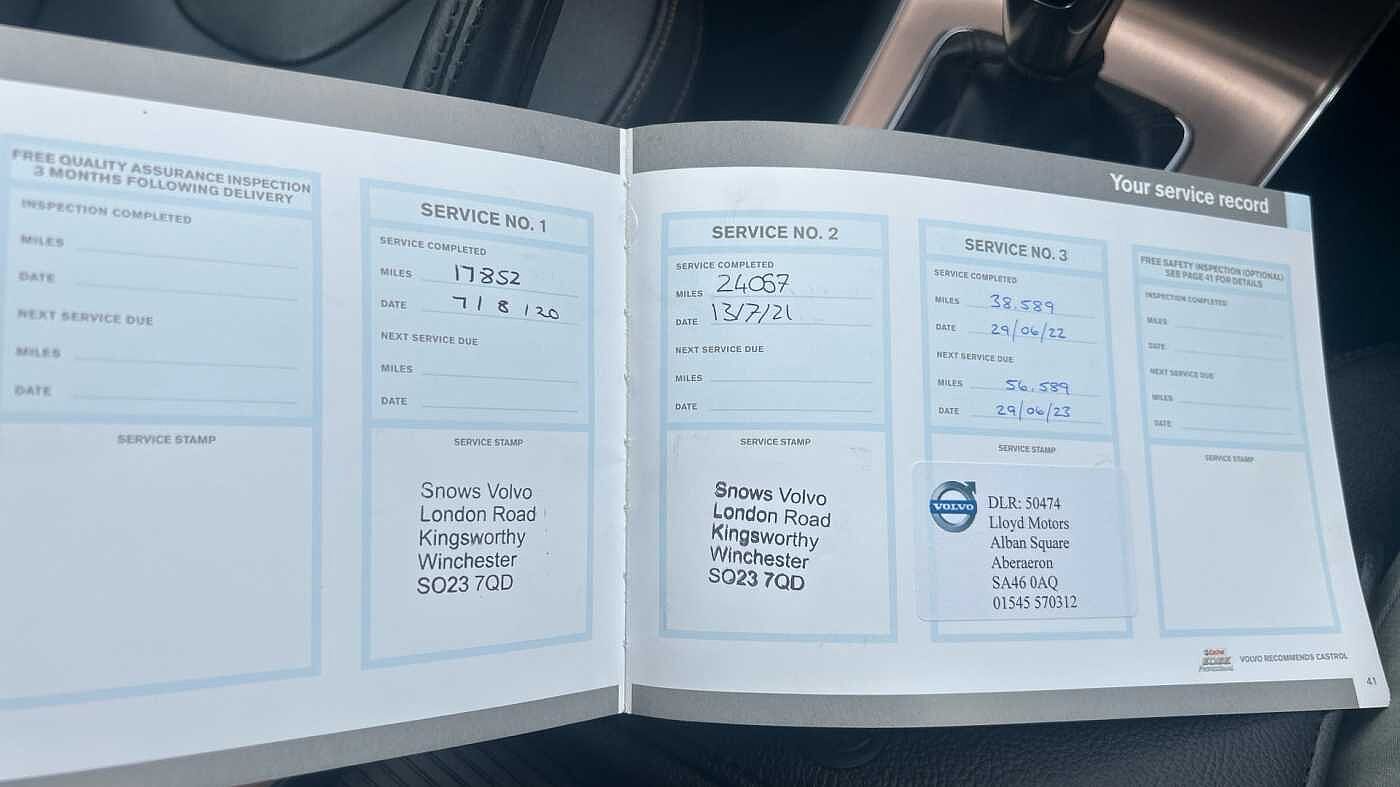 Your service record
FREE QUALITY ASSURANCE INSPECTION
3 MONTHS FOLLOWING DELIVERY
INSPECTION COMPLETED
MILES
DATE
NEXT SERVICE DUE
MILES
DATE
SERVICE STAMP
SERVICE NO. 1
SERVICE COMPLETED
MILES 17852
DATE 7/8/20
NEXT SERVICE DUE
MILES
DATE
SERVICE STAMP
Snows Volvo
London Road
Kingsworthy
Winchester
SO23 7QD
SERVICE NO. 2
SERVICE COMPLETED
MILES 24067
DATE 13/7/21
NEXT SERVICE DUE
MILES
DATE
SERVICE STAMP
Snows Volvo
London Road
Kingsworthy
Winchester
SO23 7QD
SERVICE NO. 3
SERVICE COMPLETED
MILES 38.589
DATE 29/06/22
NEXT SERVICE DUE
MILES 56.589
DATE 29/06/23
SERVICE STAMP
VOLVO
DLR: 50474
Lloyd Motors
Alban Square
Aberaeron
SA46 0AQ
01545 570312
FREE SAFETY INSPECTION (OPTIONAL)
SEE PAGE 41 FOR DETAILS
INSPECTION COMPLETED
MILES
DATE
NEXT SERVICE DUE
MILES
DATE
SERVICE STAMP
Castrol
EDGE
Professional
VOLVO RECOMMENDS CASTROL
41